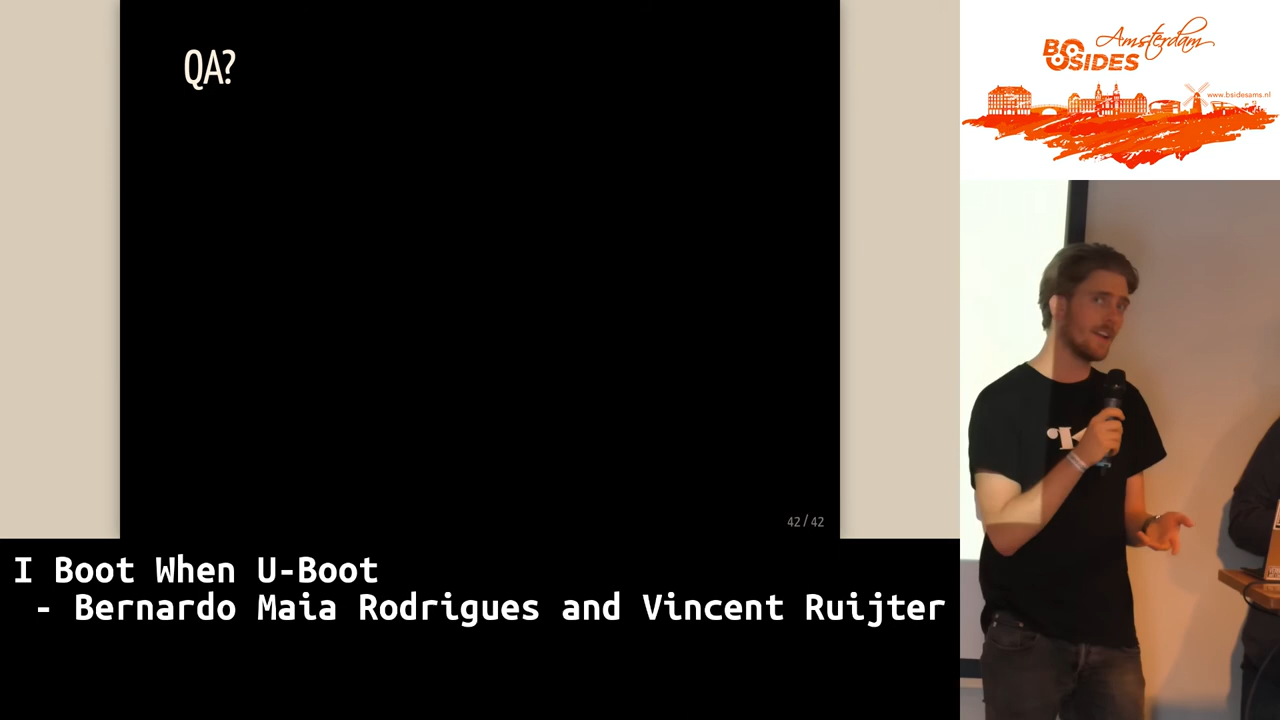 QA?
42 / 42
I Boot When U-Boot
- Bernardo Maia Rodrigues and Vincent Ruijter
Amsterdam
BSIDES
www.bsidesams.nl